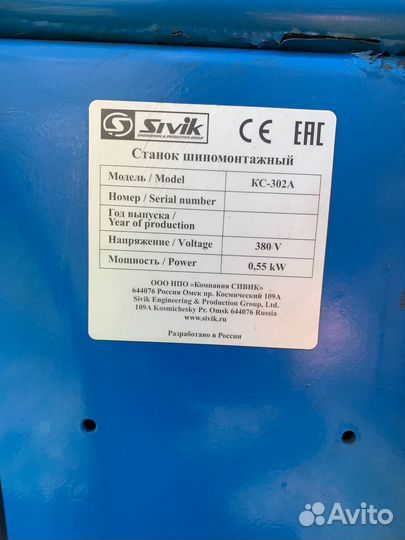 Sivik
ENGINEERING & PRODUCTION GROUP
CE EAC
Станок шиномонтажный
Модель / Model КС-302А
Номер / Serial number
Год выпуска /
Year of production
Напряжение / Voltage 380 V
Мощность / Power 0,55 kW
ООО НПО «Компания СИВИК»
644076 Россия Омск пр. Космический 109А
Sivik Engineering & Production Group, Ltd.
109A Kosmichesky Pr. Omsk 644076 Russia
www.sivik.ru
Разработано в России
Avito